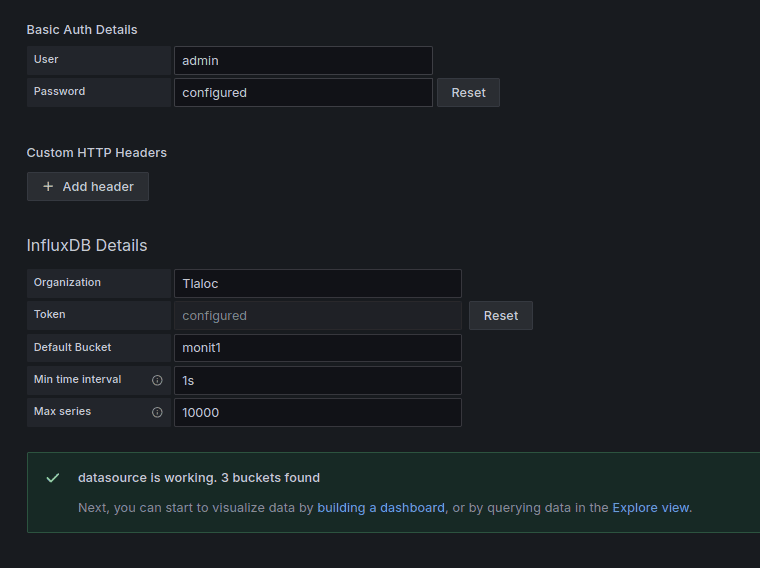 Basic Auth Details
User admin
Password configured Reset
Custom HTTP Headers
+ Add header
InfluxDB Details
Organization Tlaloc
Token configured Reset
Default Bucket monit1
Min time interval 1s
Max series 10000
datasource is working. 3 buckets found
Next, you can start to visualize data by building a dashboard, or by querying data in the Explore view.